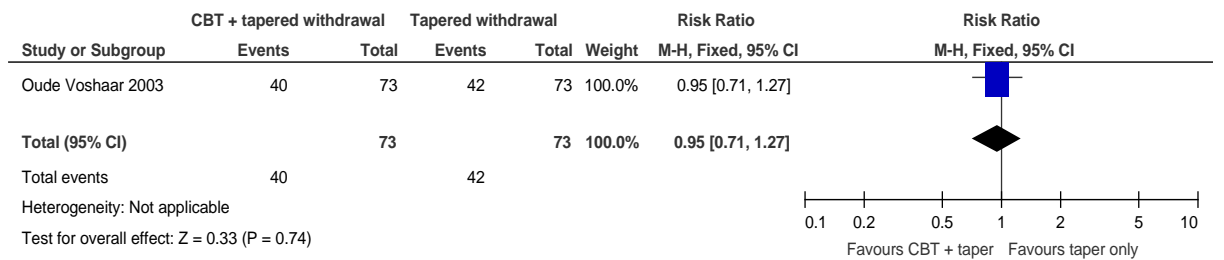 CBT + tapered withdrawal Tapered withdrawal Risk Ratio Risk Ratio
Study or Subgroup Events Total Events Total Weight M-H, Fixed, 95% CI M-H, Fixed, 95% CI
Oude Voshaar 2003 40 73 42 73 100.0% 0.95 [0.71, 1.27]
Total (95% CI) 73 73 100.0% 0.95 [0.71, 1.27]
Total events 40 42
Heterogeneity: Not applicable
Test for overall effect: Z = 0.33 (P = 0.74)
0.1 0.2 0.5 1 2 5 10
Favours CBT + taper Favours taper only